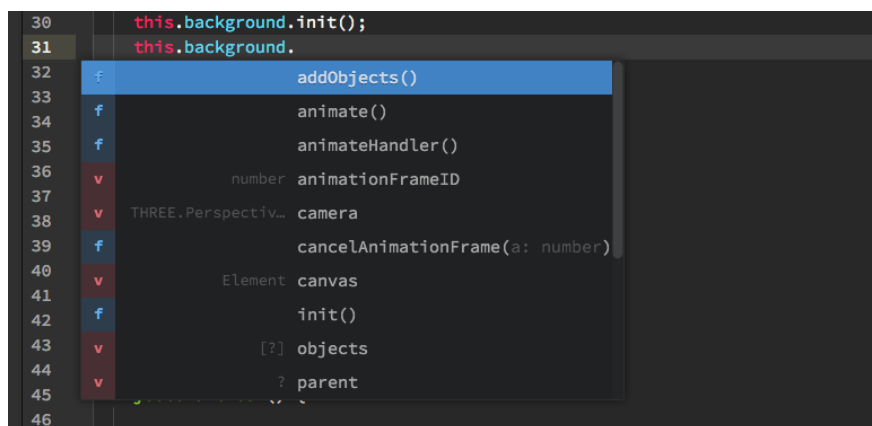 30 this.background.init();
31 this.background.
32
f addObjects()
33
34
f animate()
35 f animateHandler()
36 v number animationFrameID
37
38 v THREE.Perspectiv… camera
39 f cancelAnimationFrame(a: number)
40
41
v Element canvas
42 f init()
43 v [?] objects
44
v ? parent
45
46